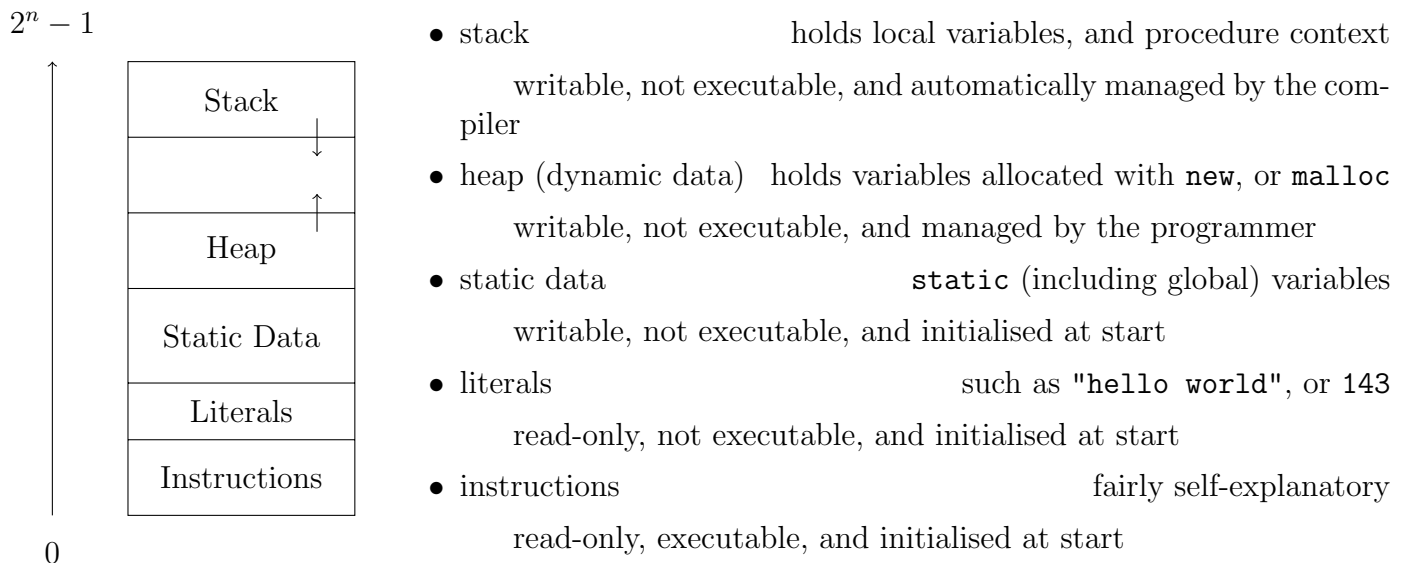 2^n − 1
Stack
Heap
Static Data
Literals
Instructions
0
• stack holds local variables, and procedure context
writable, not executable, and automatically managed by the com-
piler
• heap (dynamic data) holds variables allocated with new, or malloc
writable, not executable, and managed by the programmer
• static data static (including global) variables
writable, not executable, and initialised at start
• literals such as "hello world", or 143
read-only, not executable, and initialised at start
• instructions fairly self-explanatory
read-only, executable, and initialised at start